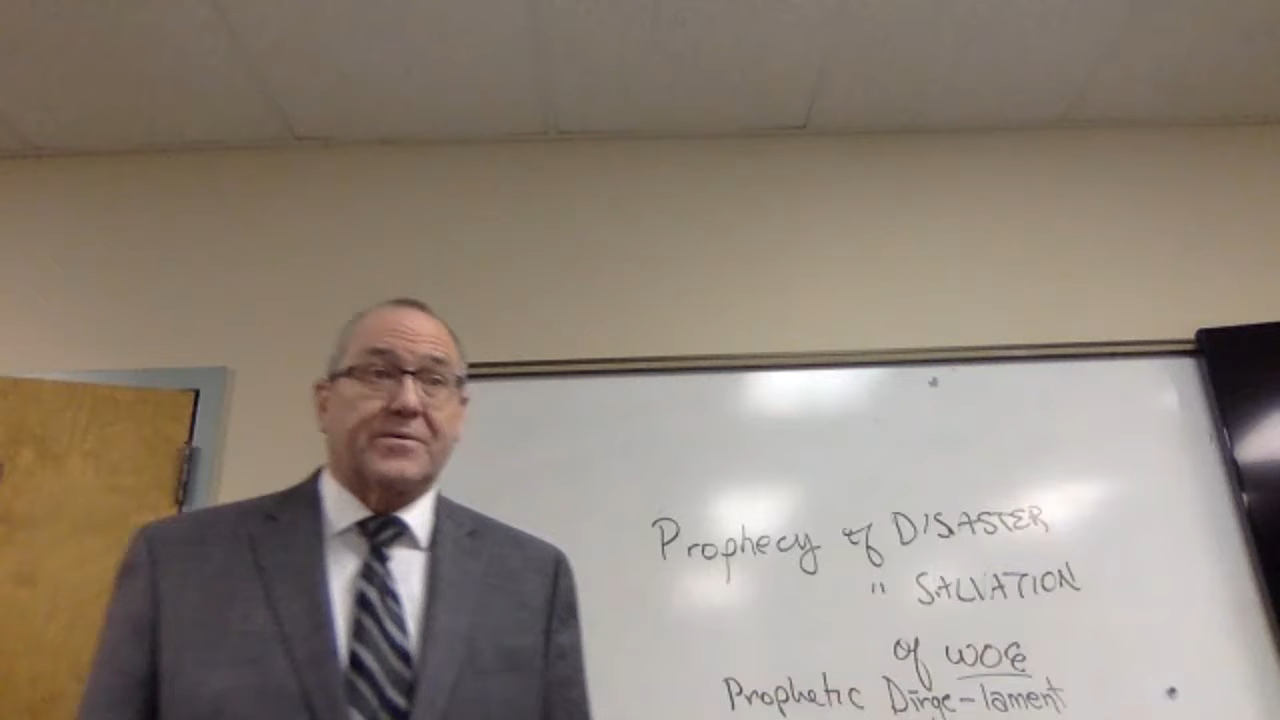 Prophecy of DISASTER
" SALVATION
of WOE
Prophetic Dirge-lament